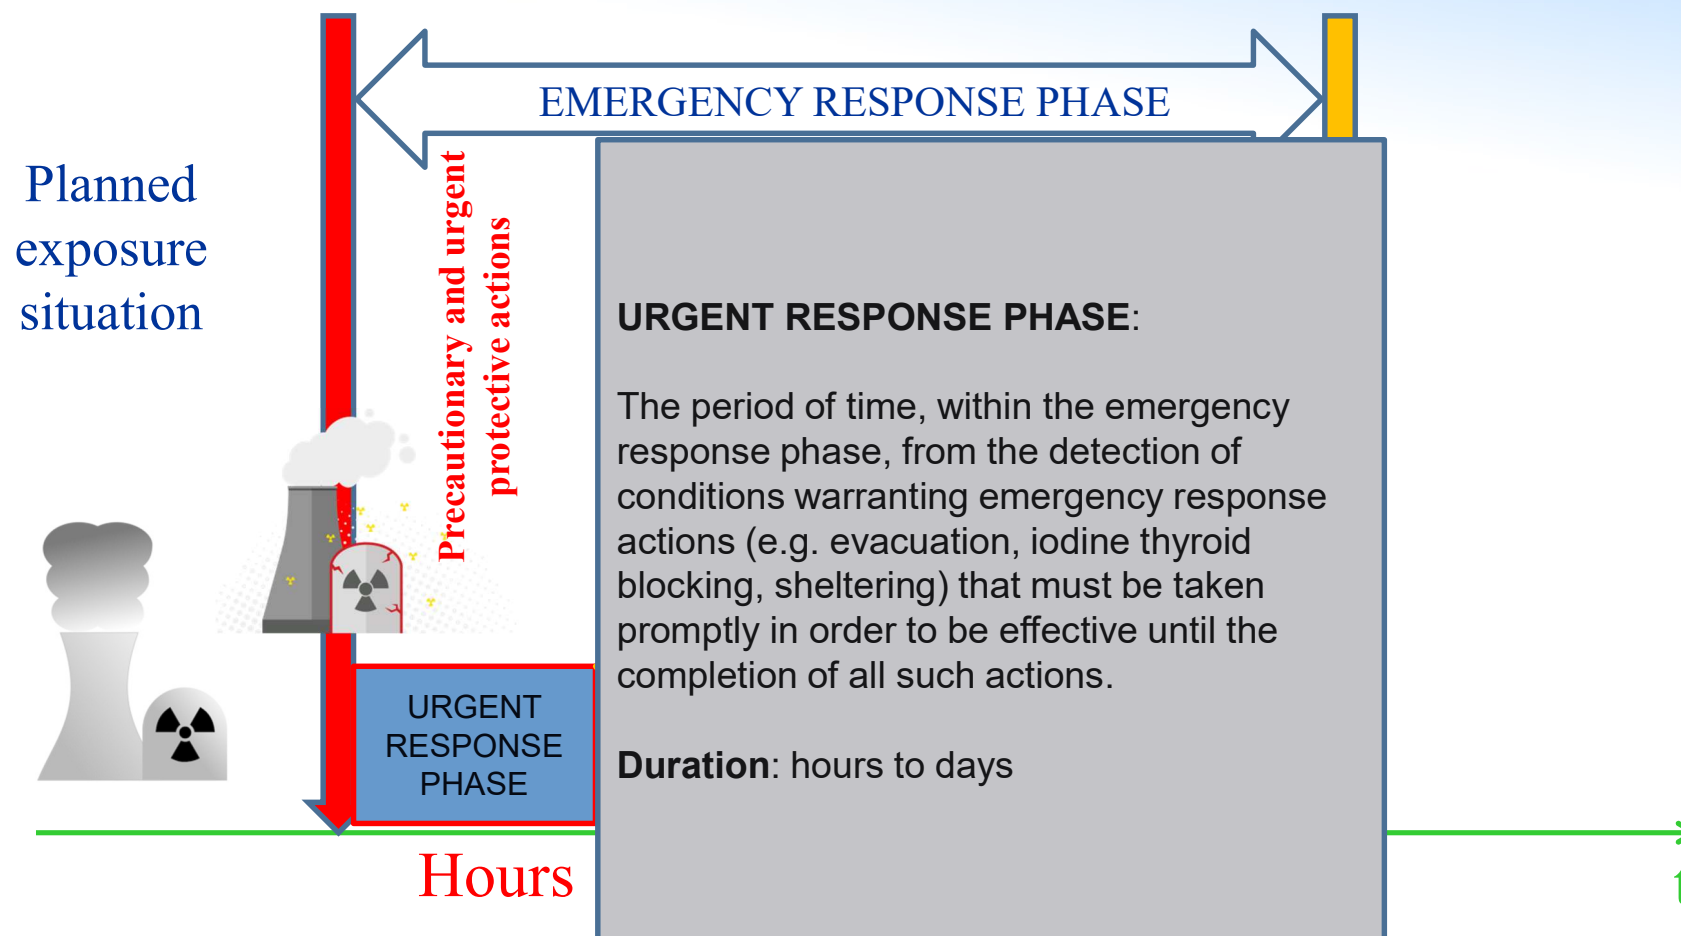 EMERGENCY RESPONSE PHASE
Planned
exposure
situation
Precautionary and urgent
protective actions
URGENT RESPONSE PHASE:
The period of time, within the emergency
response phase, from the detection of
conditions warranting emergency response
actions (e.g. evacuation, iodine thyroid
blocking, sheltering) that must be taken
promptly in order to be effective until the
completion of all such actions.
Duration: hours to days
URGENT
RESPONSE
PHASE
Hours